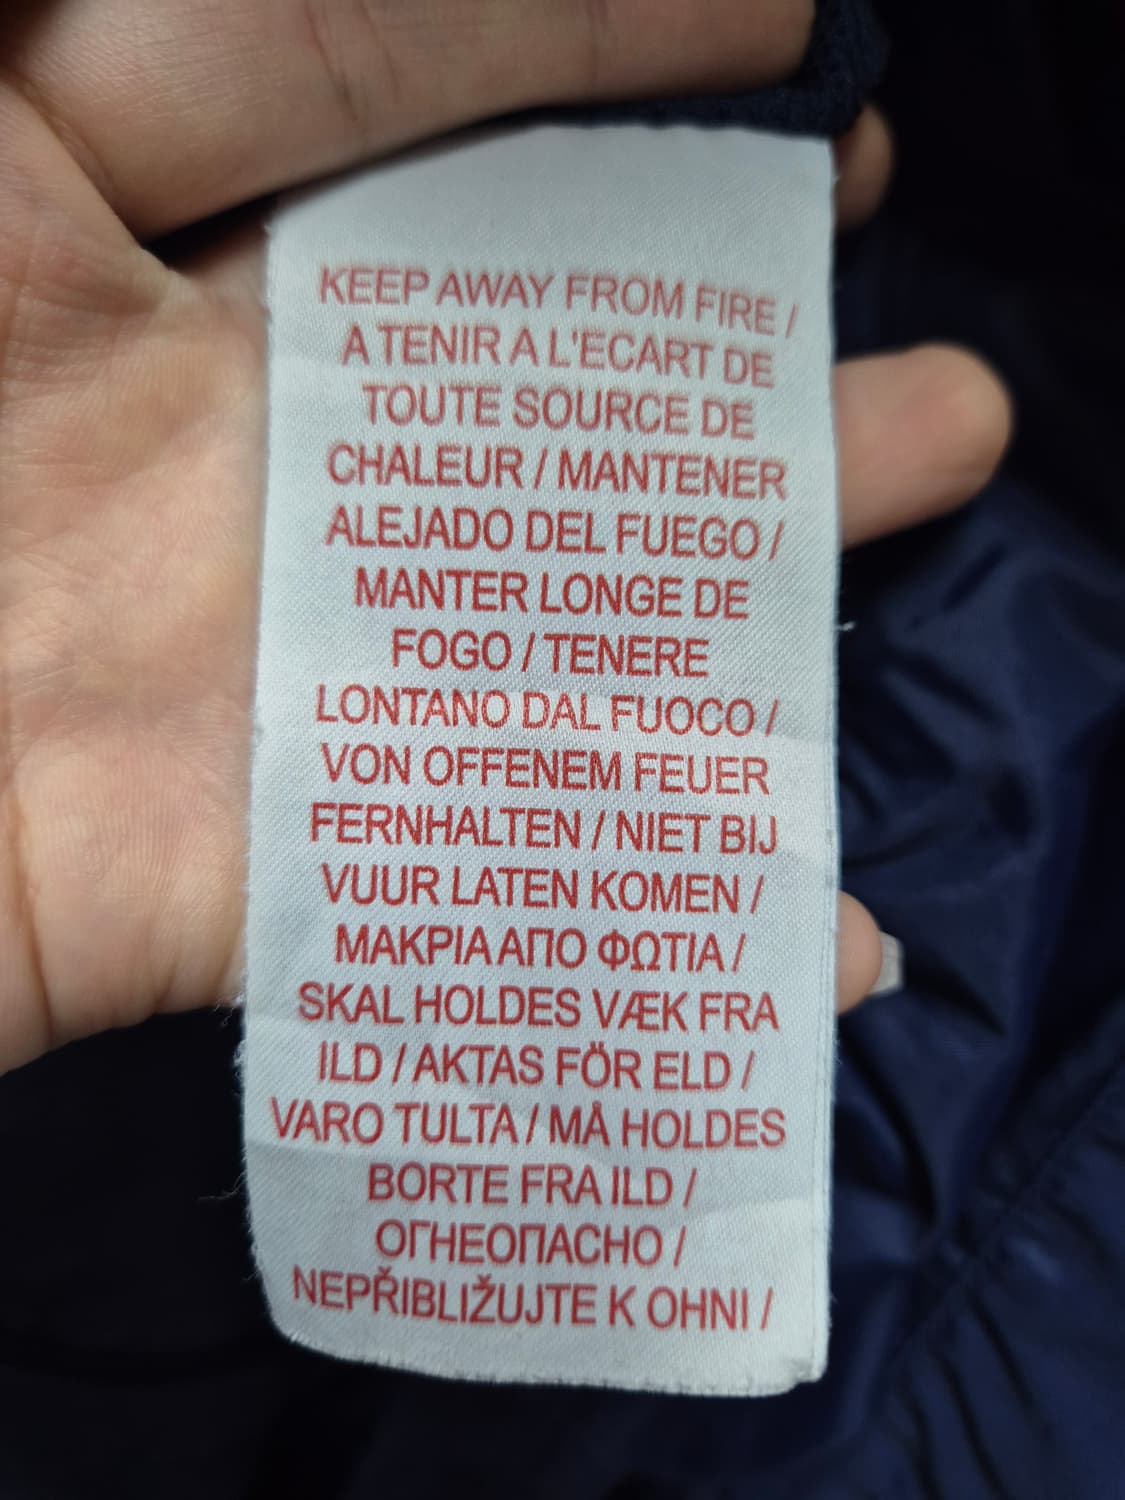 KEEP AWAY FROM FIRE /
A TENIR A L'ECART DE
TOUTE SOURCE DE
CHALEUR / MANTENER
ALEJADO DEL FUEGO /
MANTER LONGE DE
FOGO / TENERE
LONTANO DAL FUOCO /
VON OFFENEM FEUER
FERNHALTEN / NIET BIJ
VUUR LATEN KOMEN /
ΜΑΚΡΙΑ ΑΠΟ ΦΩΤΙΑ /
SKAL HOLDES VÆK FRA
ILD / AKTAS FÖR ELD /
VARO TULTA / MÅ HOLDES
BORTE FRA ILD /
ОГНЕОПАСНО /
NEPŘIBLIŽUJTE K OHNI /